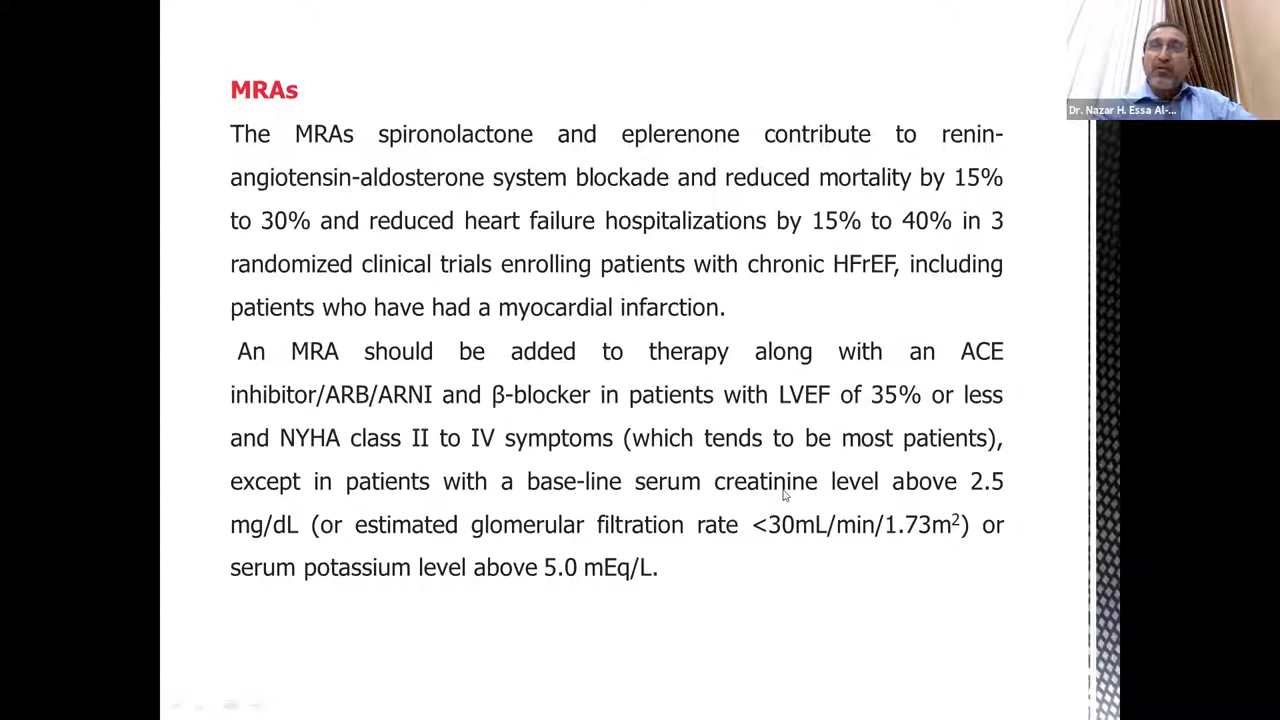 MRAs
The MRAs spironolactone and eplerenone contribute to renin-
angiotensin-aldosterone system blockade and reduced mortality by 15%
to 30% and reduced heart failure hospitalizations by 15% to 40% in 3
randomized clinical trials enrolling patients with chronic HFrEF, including
patients who have had a myocardial infarction.
An MRA should be added to therapy along with an ACE
inhibitor/ARB/ARNI and β-blocker in patients with LVEF of 35% or less
and NYHA class II to IV symptoms (which tends to be most patients),
except in patients with a base-line serum creatinine level above 2.5
mg/dL (or estimated glomerular filtration rate <30mL/min/1.73m²) or
serum potassium level above 5.0 mEq/L.
Dr. Nazar H. Essa Al-...